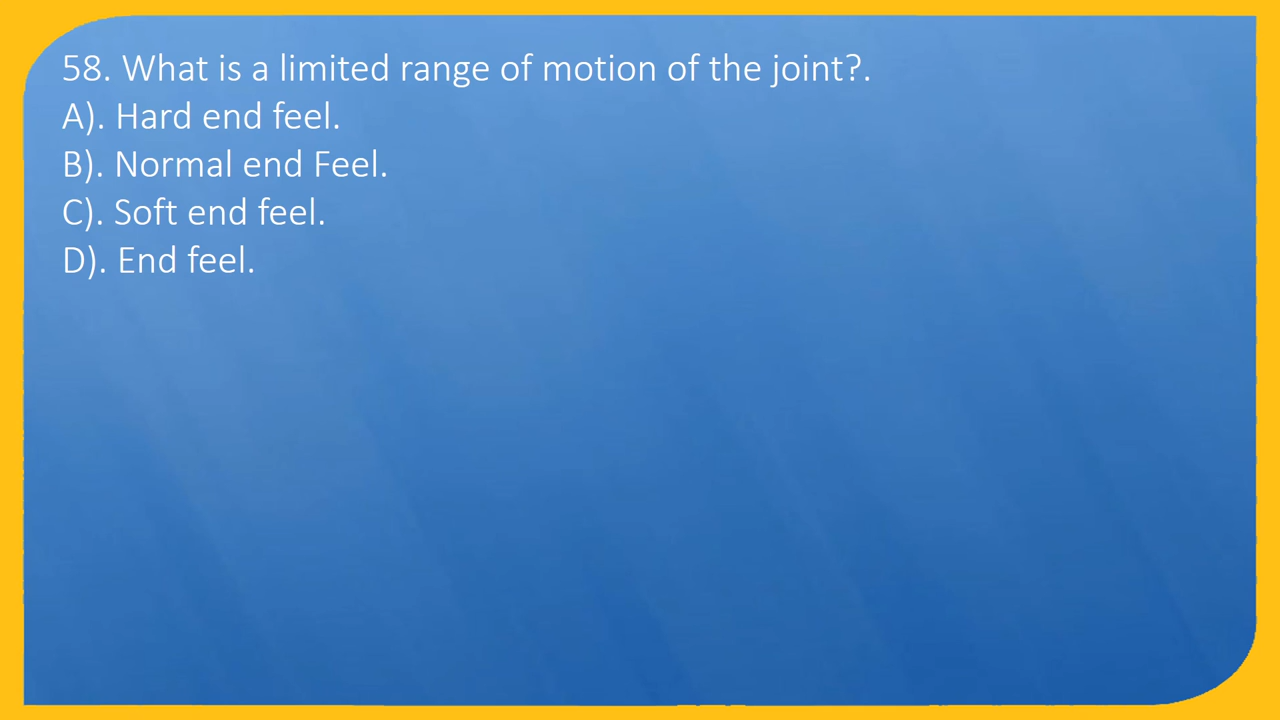 58. What is a limited range of motion of the joint?.
A). Hard end feel.
B). Normal end Feel.
C). Soft end feel.
D). End feel.